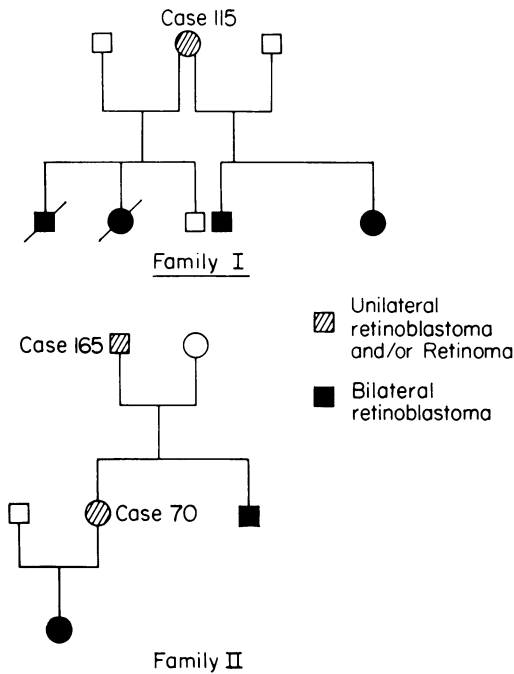 Case 115
Family I
Unilateral
retinoblastoma
and/or Retinoma
Case 165
Bilateral
retinoblastoma
Case 70
Family II